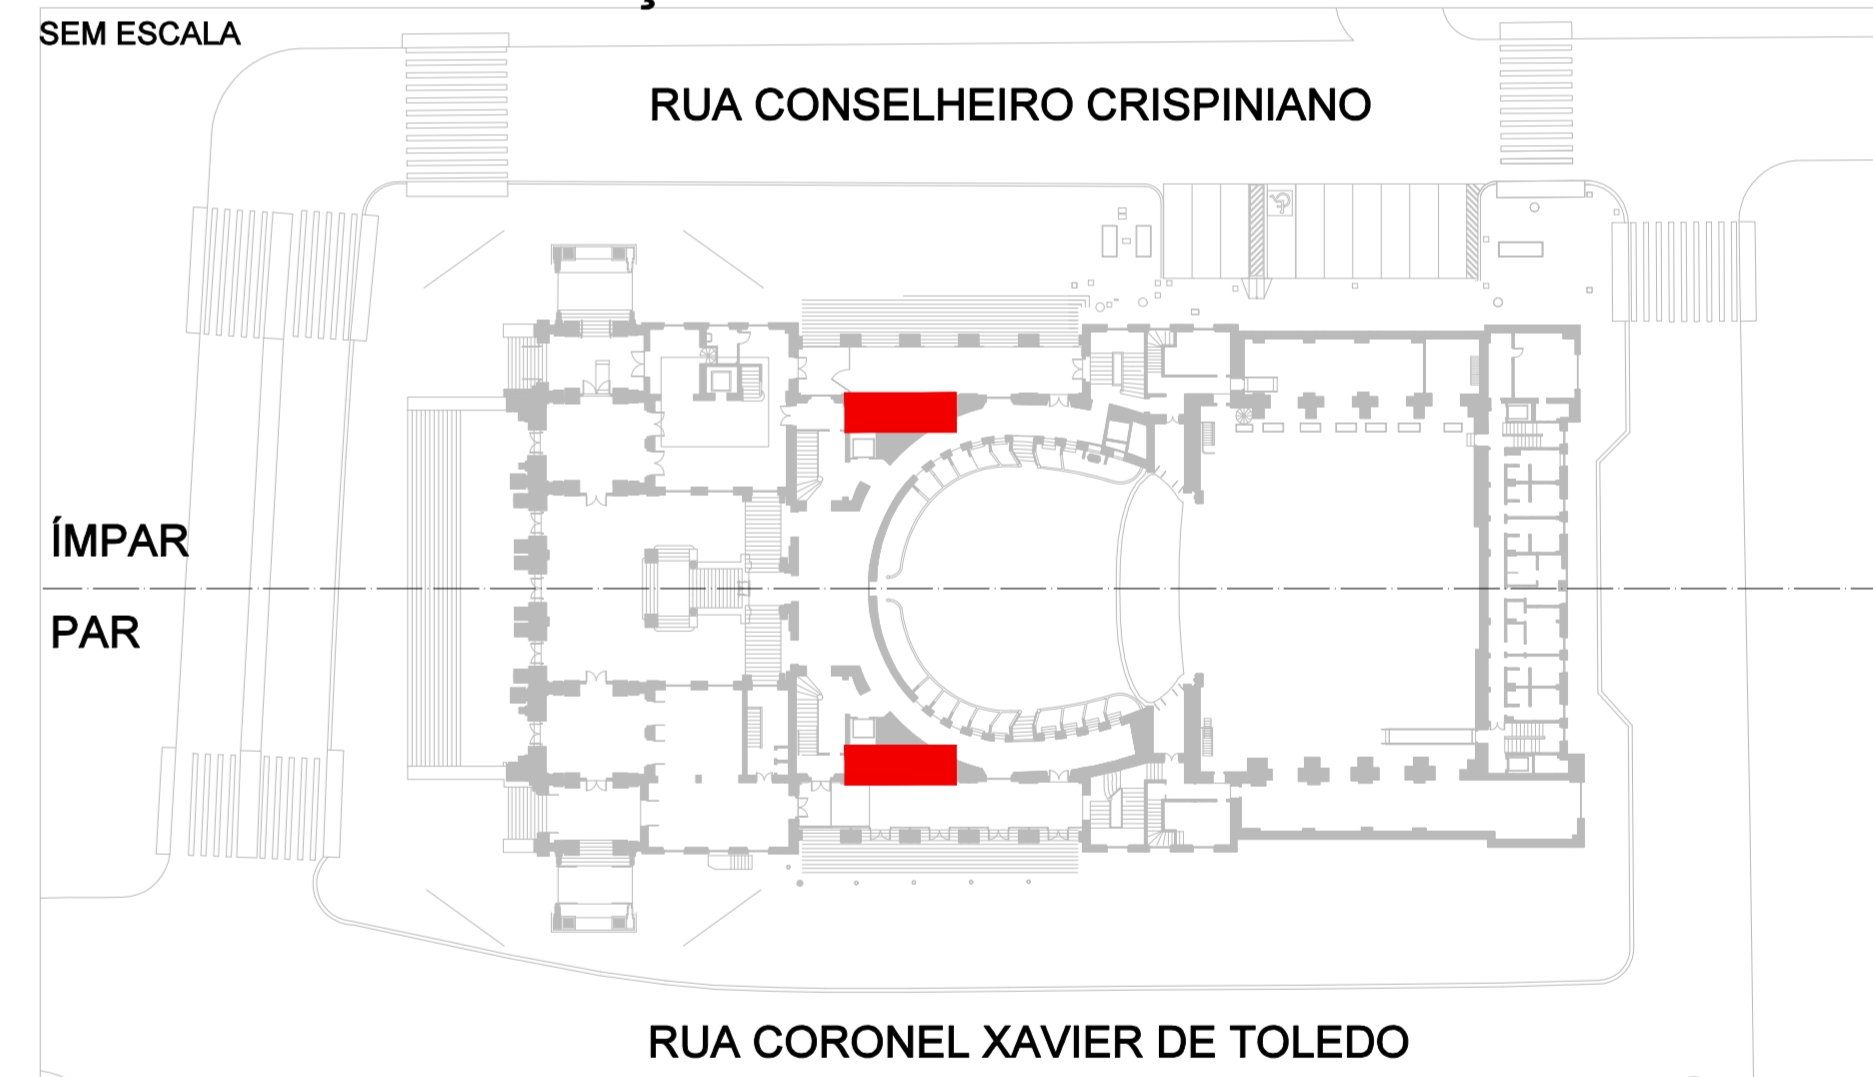 SEM ESCALA
RUA CONSELHEIRO CRISPINIANO
ÍMPAR
PAR
RUA CORONEL XAVIER DE TOLEDO